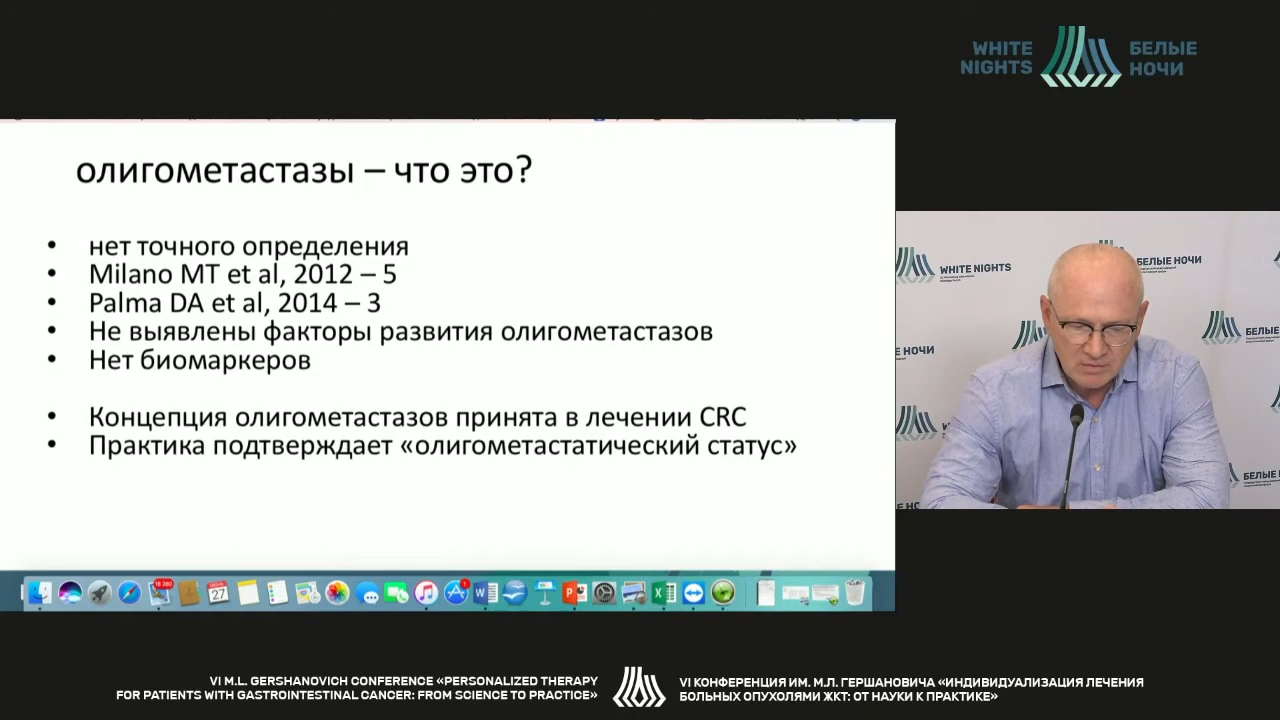 WHITE
NIGHTS
БЕЛЫЕ
НОЧИ
олигометастазы – что это?
• нет точного определения
• Milano MT et al, 2012 – 5
• Palma DA et al, 2014 – 3
• Не выявлены факторы развития олигометастазов
• Нет биомаркеров
• Концепция олигометастазов принята в лечении CRC
• Практика подтверждает «олигометастатический статус»
WHITE NIGHTS
БЕЛЫЕ НОЧИ
27
VI M.L. GERSHANOVICH CONFERENCE «PERSONALIZED THERAPY
FOR PATIENTS WITH GASTROINTESTINAL CANCER: FROM SCIENCE TO PRACTICE»
VI КОНФЕРЕНЦИЯ ИМ. М.Л. ГЕРШАНОВИЧА «ИНДИВИДУАЛИЗАЦИЯ ЛЕЧЕНИЯ
БОЛЬНЫХ ОПУХОЛЯМИ ЖКТ: ОТ НАУКИ К ПРАКТИКЕ»